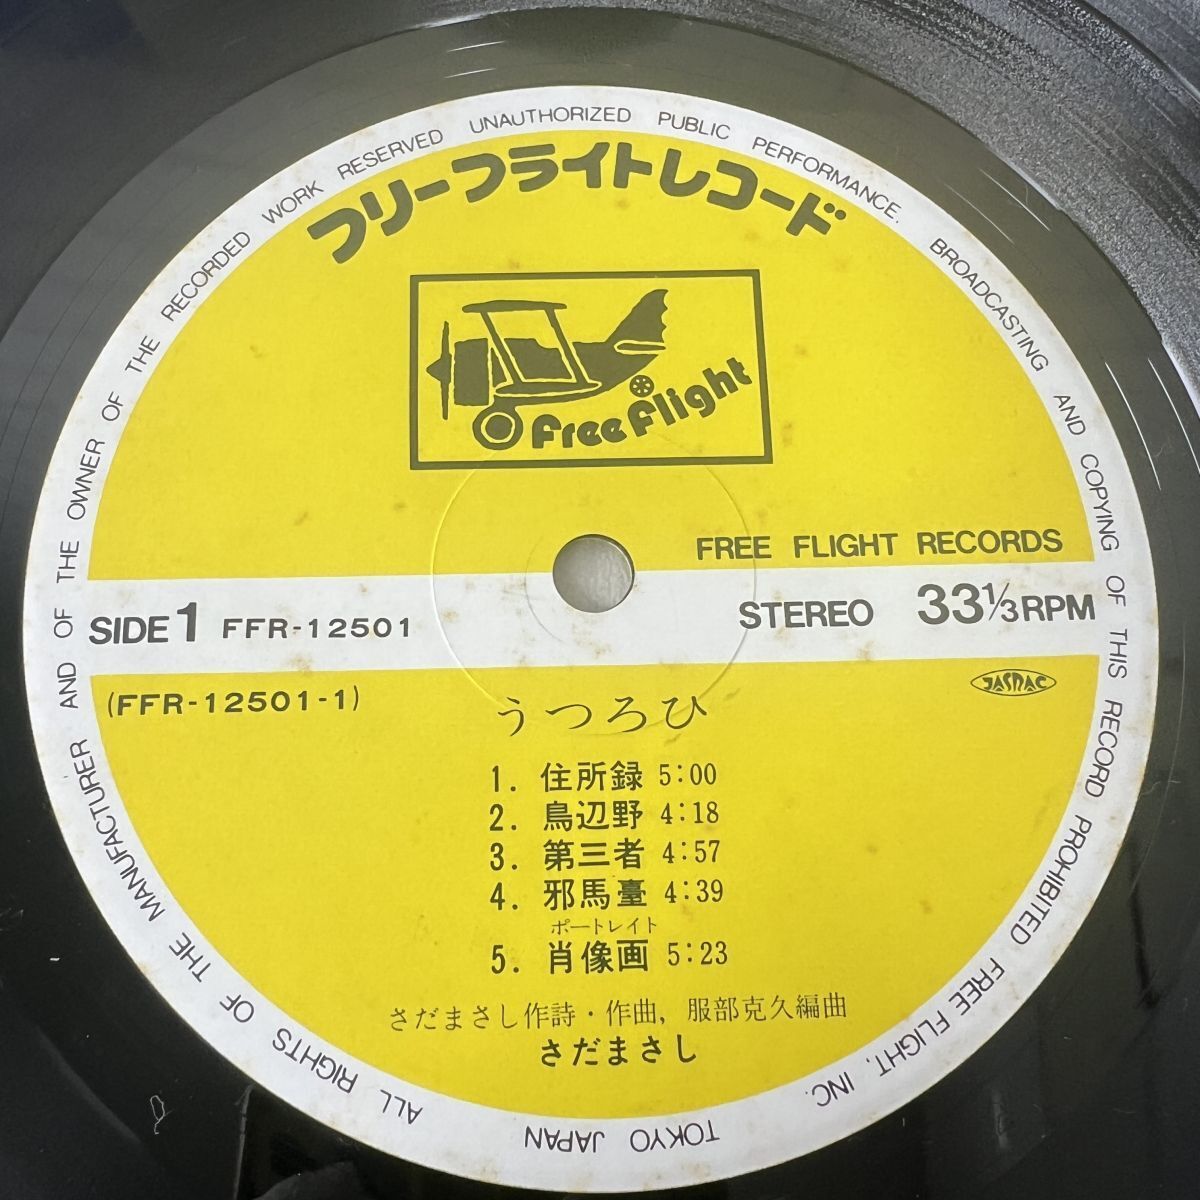 ALL RIGHTS OF THE MANUFACTURER AND OF THE OWNER OF THE RECORDED WORK RESERVED UNAUTHORIZED PUBLIC PERFORMANCE. BROADCASTING AND COPYING OF THIS RECORD PROHIBITED FREE FLIGHT, INC. TOKYO JAPAN
フリーフライトレコード
Free Flight
FREE FLIGHT RECORDS
SIDE 1 FFR-12501
STEREO 33 1/3 RPM
(FFR-12501-1)
JASRAC
うつろひ
1. 住所録 5:00
2. 鳥辺野 4:18
3. 第三者 4:57
4. 邪馬臺 4:39
ポートレイト
5. 肖像画 5:23
さだまさし作詩・作曲, 服部克久編曲
さだまさし